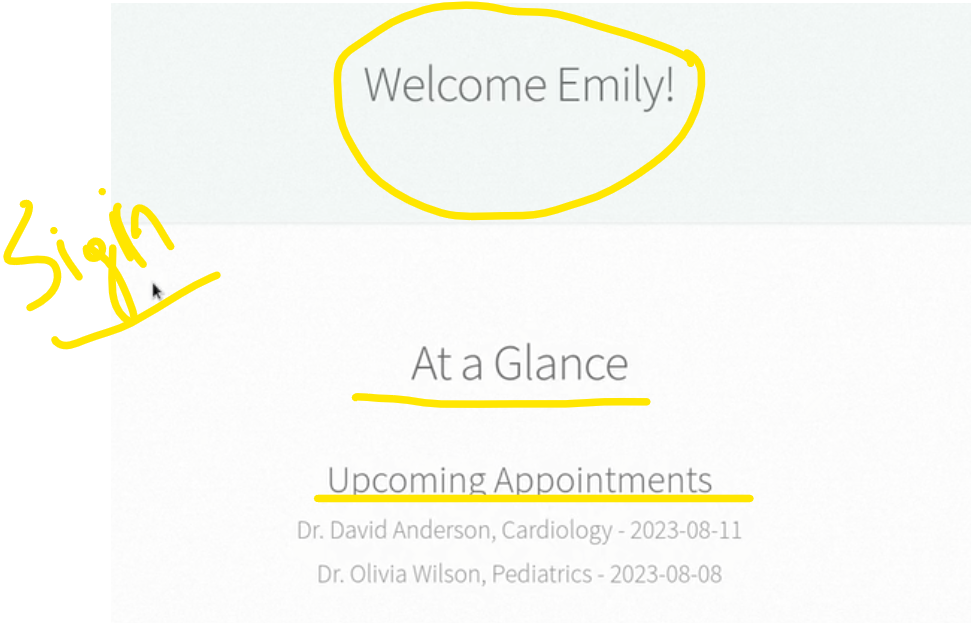 Welcome Emily!
Sign
At a Glance
Upcoming Appointments
Dr. David Anderson, Cardiology - 2023-08-11
Dr. Olivia Wilson, Pediatrics - 2023-08-08